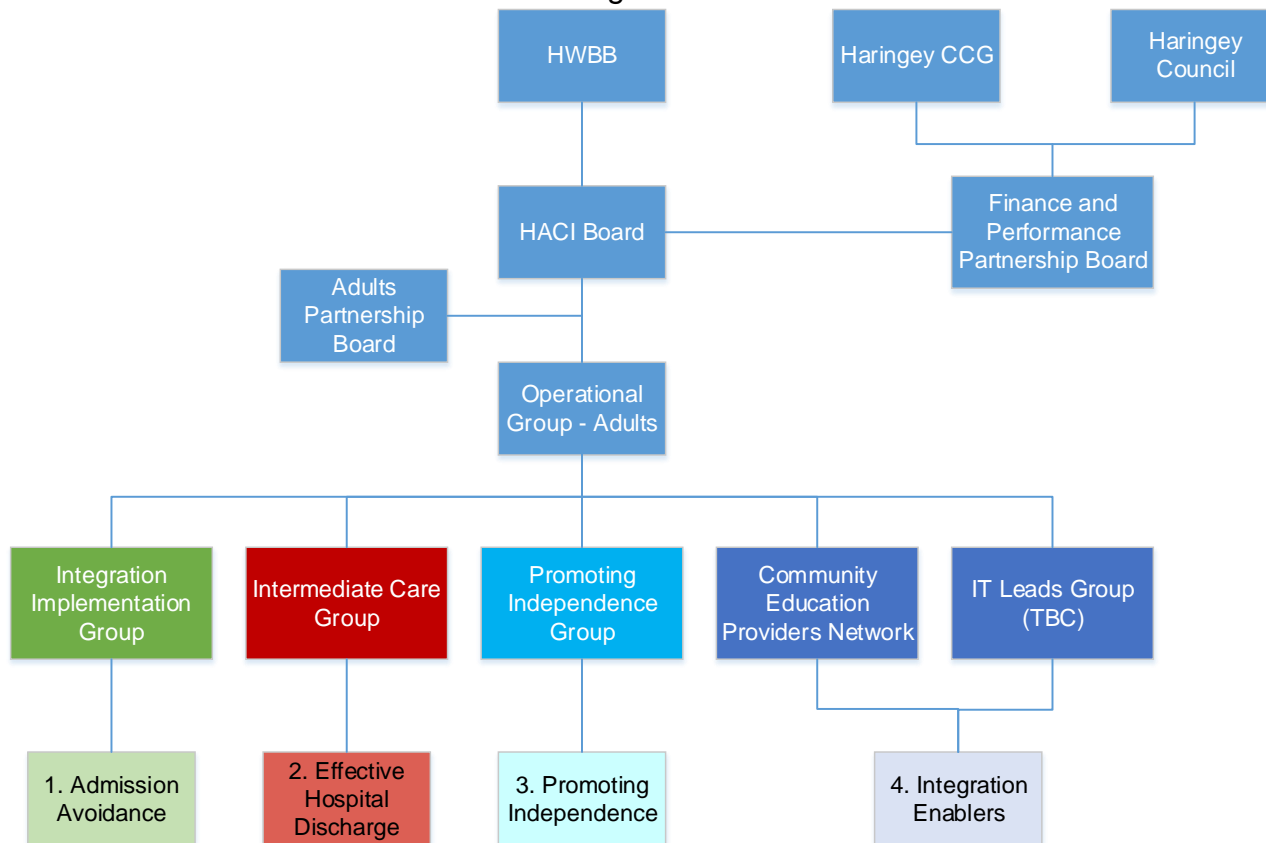 HWBB
Haringey CCG
Haringey
Council
HACI Board
Finance and
Performance
Partnership Board
Adults
Partnership
Board
Operational
Group - Adults
Integration
Implementation
Group
Intermediate Care
Group
Promoting
Independence
Group
Community
Education
Providers Network
IT Leads Group
(TBC)
1. Admission
Avoidance
2. Effective
Hospital
Discharge
3. Promoting
Independence
4. Integration
Enablers